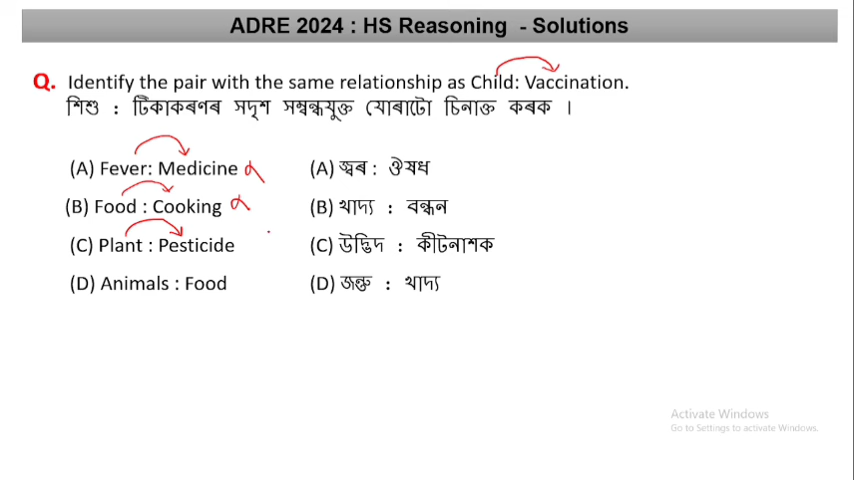 ADRE 2024 : HS Reasoning - Solutions
Q. Identify the pair with the same relationship as Child: Vaccination.
শিশু : টিকাকৰণৰ সদৃশ সম্বন্ধযুক্ত যোৰাটো চিনাক্ত কৰক ।
(A) Fever: Medicine (A) জ্বৰ : ঔষধ
(B) Food : Cooking (B) খাদ্য : ৰন্ধন
(C) Plant : Pesticide (C) উদ্ভিদ : কীটনাশক
(D) Animals : Food (D) জন্তু : খাদ্য
Activate Windows
Go to Settings to activate Windows.